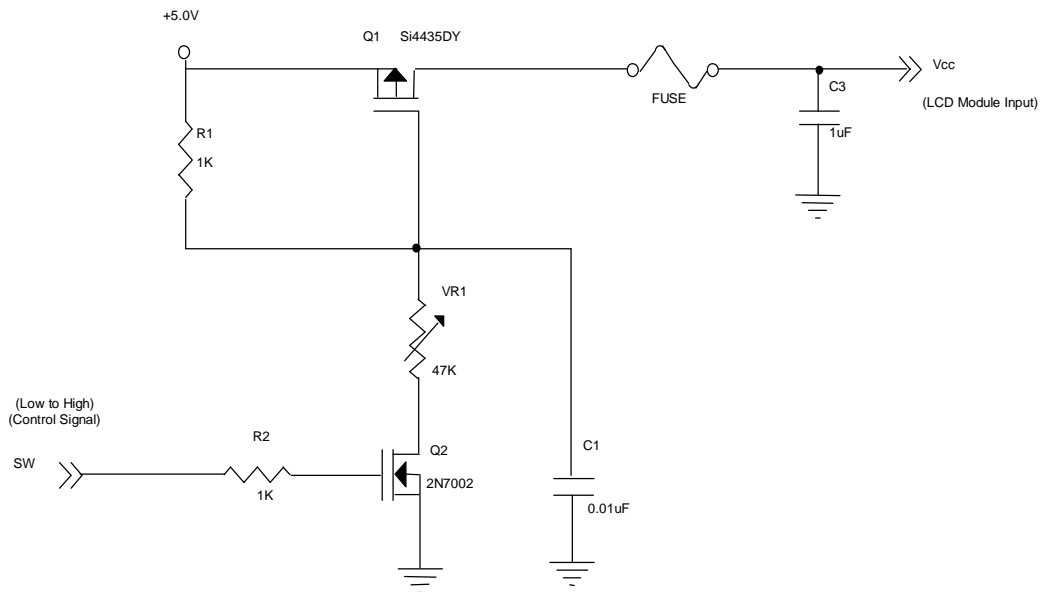 +5.0V
Q1 Si4435DY
Vcc
(LCD Module Input)
FUSE
C3
1uF
R1
1K
VR1
47K
(Low to High)
(Control Signal)
SW
R2
1K
Q2
2N7002
C1
0.01uF